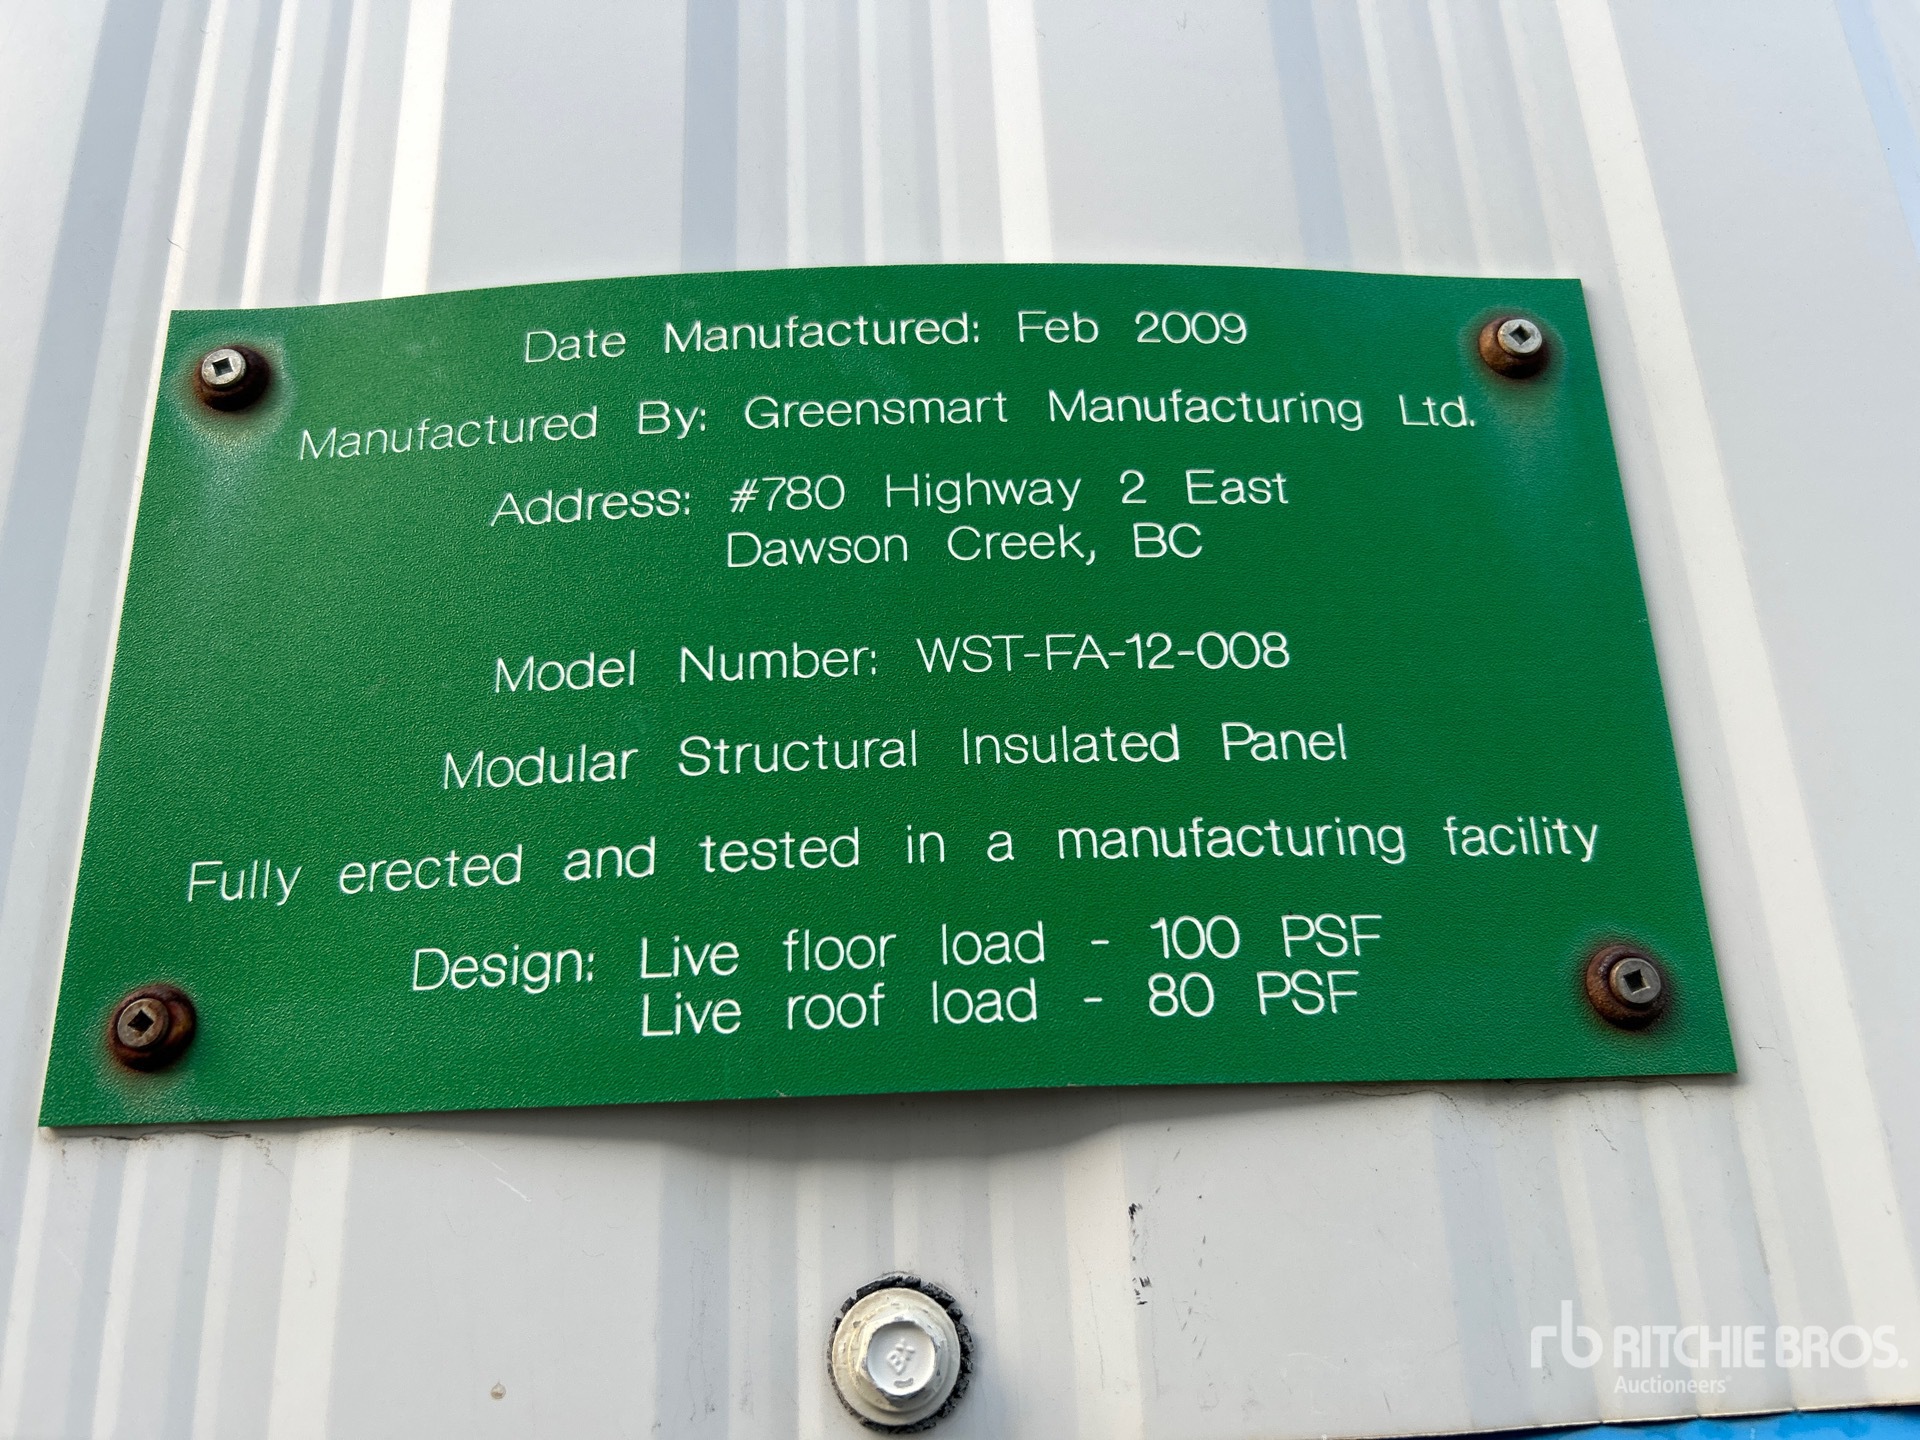 Date Manufactured: Feb 2009
Manufactured By: Greensmart Manufacturing Ltd.
Address: #780 Highway 2 East
Dawson Creek, BC
Model Number: WST-FA-12-008
Modular Structural Insulated Panel
Fully erected and tested in a manufacturing facility
Design: Live floor load - 100 PSF
Live roof load - 80 PSF
rb RITCHIE BROS.
Auctioneers